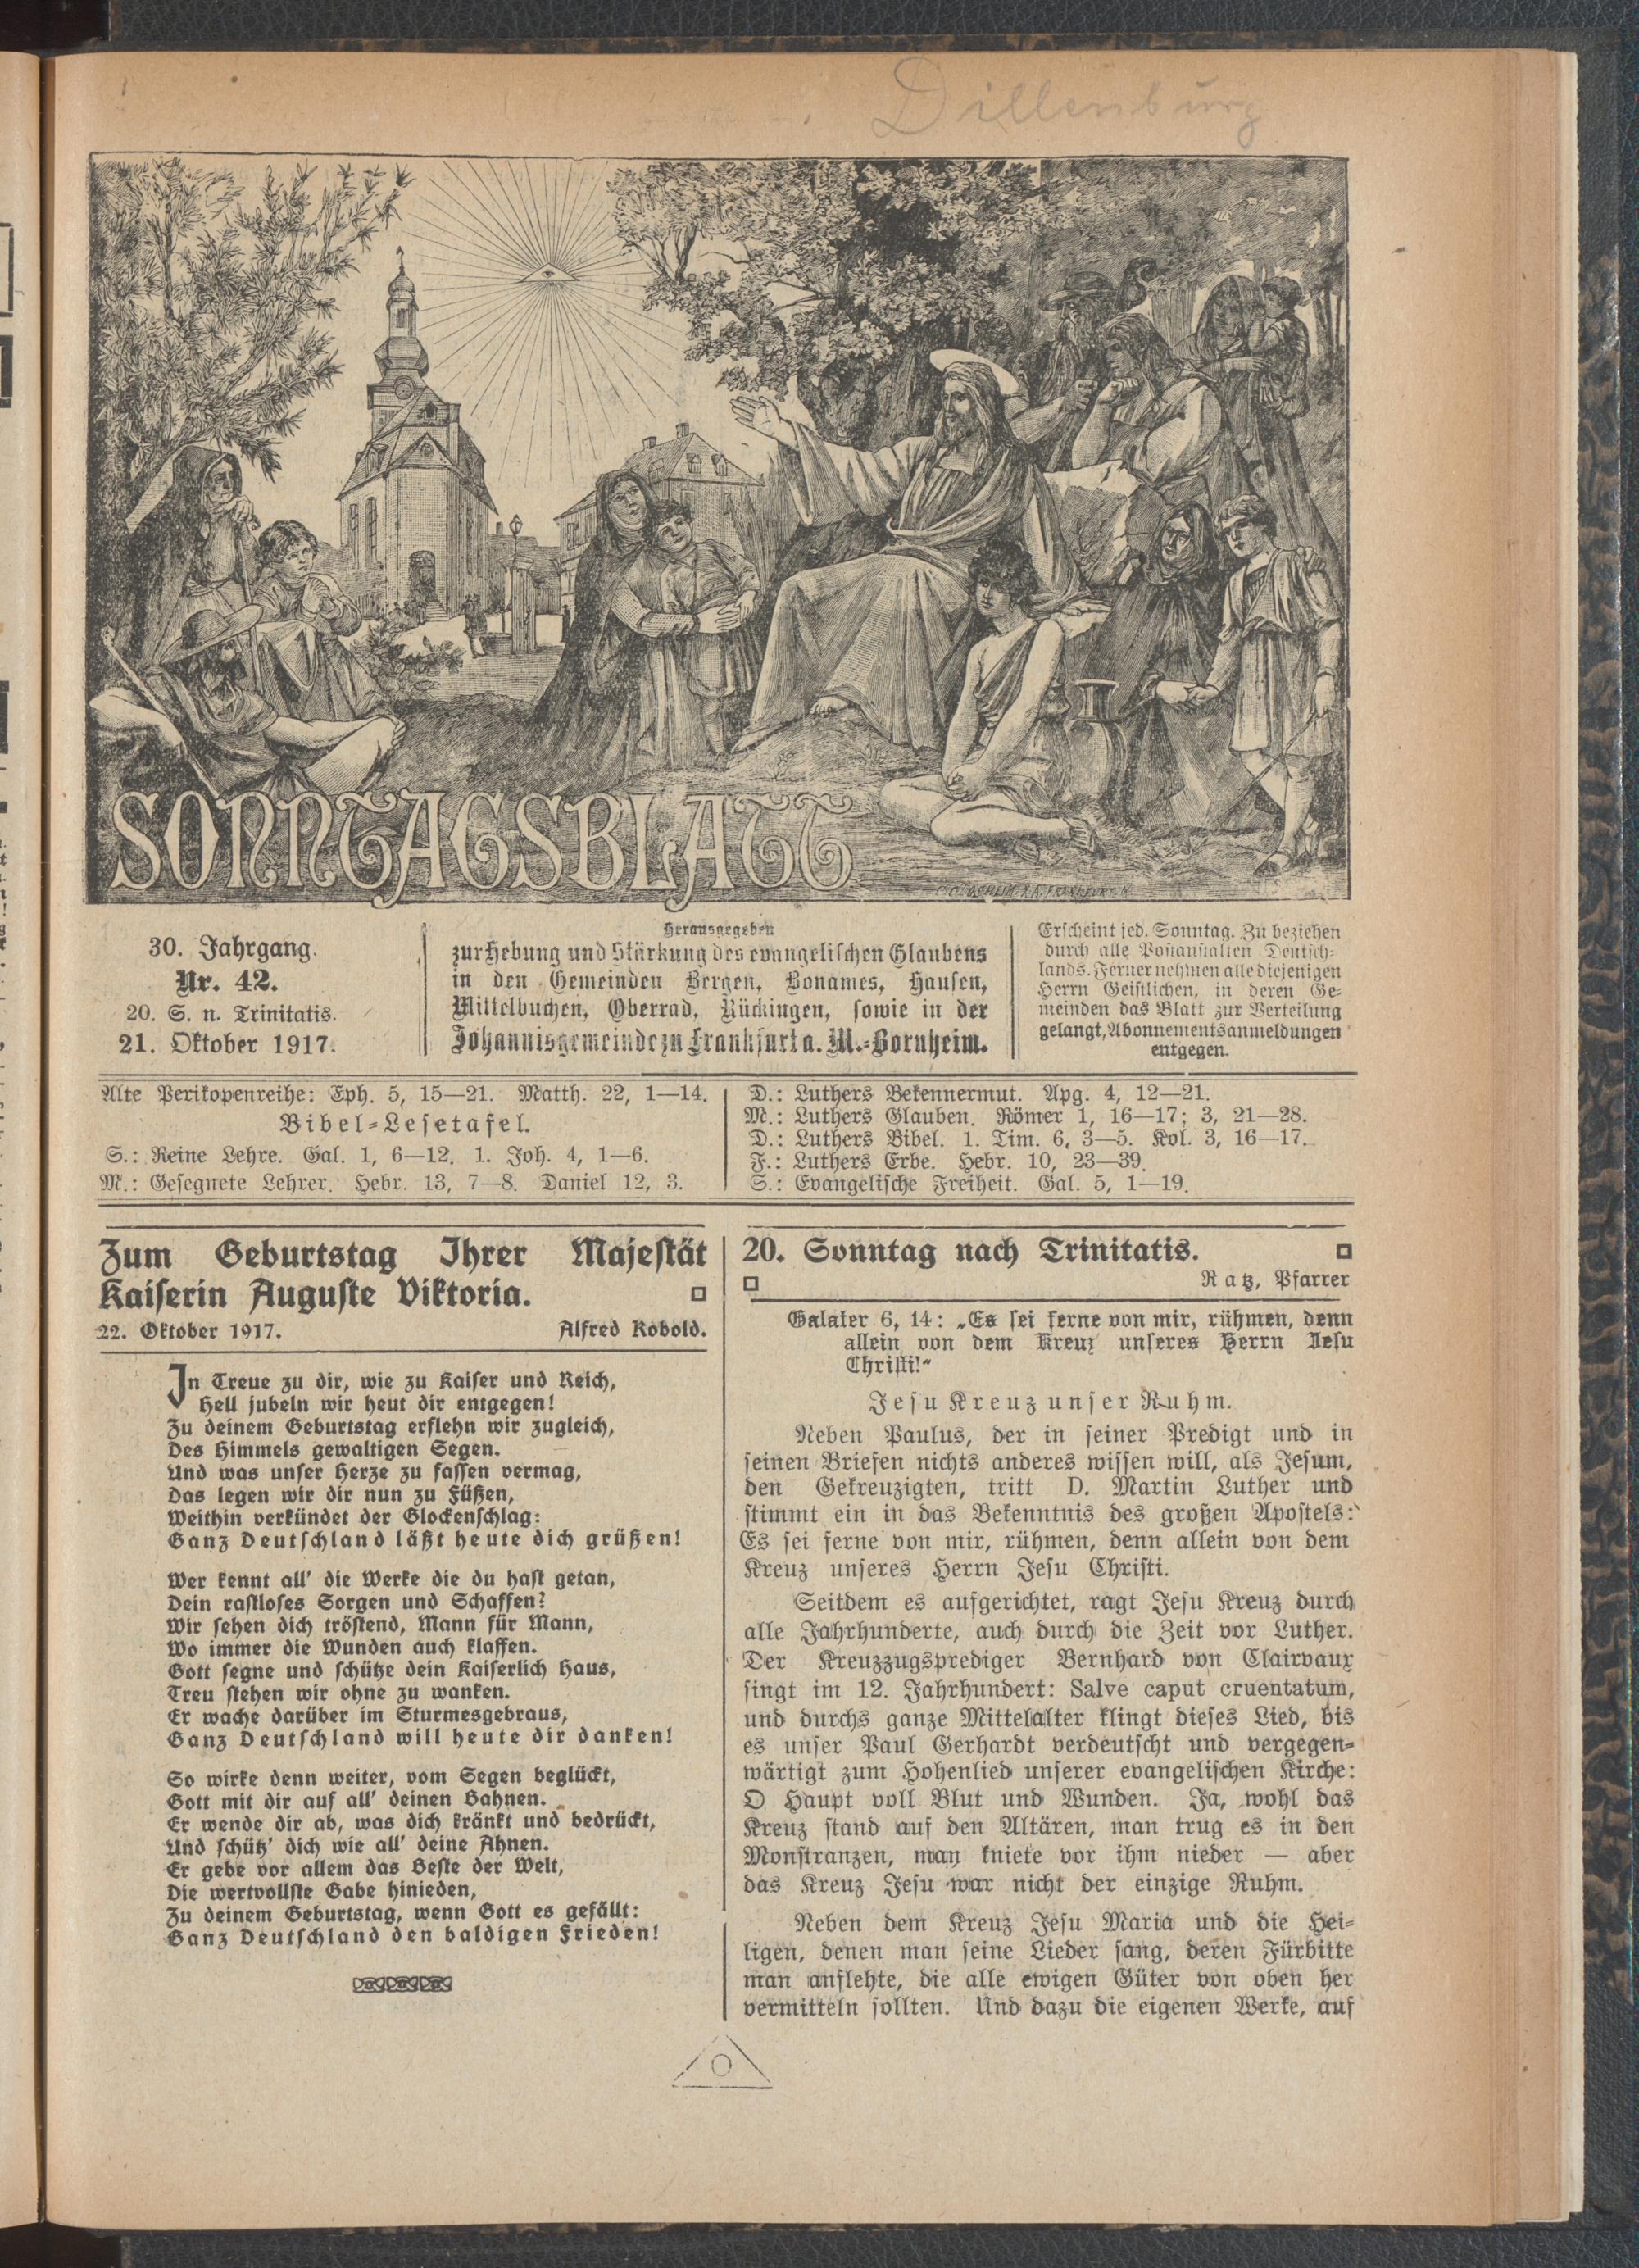 Dillenburg
SONNTAGSBLATT
30. Jahrgang.
Nr. 42.
20. S. n. Trinitatis.
21. Oktober 1917.
Herausgegeben
zur Hebung und Stärkung des evangelischen Glaubens
in den Gemeinden Bergen, Bonames, Hausen,
Mittelbuchen, Oberrad, Rückingen, sowie in der
Johannisgemeinde zu Frankfurt a. M.-Bornheim.
Erscheint jed. Sonntag. Zu beziehen
durch alle Postanstalten Deutsch-
lands. Ferner nehmen alle diejenigen
Herrn Geistlichen, in deren Ge-
meinden das Blatt zur Verteilung
gelangt, Abonnementsanmeldungen
entgegen.
Alte Perikopenreihe: Eph. 5, 15—21. Matth. 22, 1—14.
Bibel-Lesetafel.
S.: Reine Lehre. Gal. 1, 6—12. 1. Joh. 4, 1—6.
M.: Gesegnete Lehrer. Hebr. 13, 7—8. Daniel 12, 3.
D.: Luthers Bekennermut. Apg. 4, 12—21.
M.: Luthers Glauben. Römer 1, 16—17; 3, 21—28.
D.: Luthers Bibel. 1. Tim. 6, 3—5. Kol. 3, 16—17.
F.: Luthers Erbe. Hebr. 10, 23—39.
S.: Evangelische Freiheit. Gal. 5, 1—19.
Zum Geburtstag Ihrer Majestät
Kaiserin Auguste Viktoria.
22. Oktober 1917. Alfred Kobold.
In Treue zu dir, wie zu Kaiser und Reich,
Hell jubeln wir heut dir entgegen!
Zu deinem Geburtstag erflehn wir zugleich,
Des Himmels gewaltigen Segen.
Und was unser Herze zu fassen vermag,
Das legen wir dir nun zu Füßen,
Weithin verkündet der Glockenschlag:
Ganz Deutschland läßt heute dich grüßen!
Wer kennt all' die Werke die du hast getan,
Dein rastloses Sorgen und Schaffen?
Wir sehen dich tröstend, Mann für Mann,
Wo immer die Wunden auch klaffen.
Gott segne und schütze dein Kaiserlich Haus,
Treu stehen wir ohne zu wanken.
Er wache darüber im Sturmesgebraus,
Ganz Deutschland will heute dir danken!
So wirke denn weiter, vom Segen beglückt,
Gott mit dir auf all' deinen Bahnen.
Er wende dir ab, was dich kränkt und bedrückt,
Und schütz' dich wie all' deine Ahnen.
Er gebe vor allem das Beste der Welt,
Die wertvollste Gabe hinieden,
Zu deinem Geburtstag, wenn Gott es gefällt:
Ganz Deutschland den baldigen Frieden!
20. Sonntag nach Trinitatis.
Ratz, Pfarrer
Galater 6, 14: „Es sei ferne von mir, rühmen, denn
allein von dem Kreuz unseres Herrn Jesu
Christi!“
Jesu Kreuz unser Ruhm.
Neben Paulus, der in seiner Predigt und in
seinen Briefen nichts anderes wissen will, als Jesum,
den Gekreuzigten, tritt D. Martin Luther und
stimmt ein in das Bekenntnis des großen Apostels:
Es sei ferne von mir, rühmen, denn allein von dem
Kreuz unseres Herrn Jesu Christi.
Seitdem es aufgerichtet, ragt Jesu Kreuz durch
alle Jahrhunderte, auch durch die Zeit vor Luther.
Der Kreuzzugsprediger Bernhard von Clairvaux
singt im 12. Jahrhundert: Salve caput cruentatum,
und durchs ganze Mittelalter klingt dieses Lied, bis
es unser Paul Gerhardt verdeutscht und vergegen-
wärtigt zum Hohenlied unserer evangelischen Kirche:
O Haupt voll Blut und Wunden. Ja, wohl das
Kreuz stand auf den Altären, man trug es in den
Monstranzen, man kniete vor ihm nieder — aber
das Kreuz Jesu war nicht der einzige Ruhm.
Neben dem Kreuz Jesu Maria und die Hei-
ligen, denen man seine Lieder sang, deren Fürbitte
man anflehte, die alle ewigen Güter von oben her
vermitteln sollten. Und dazu die eigenen Werke, auf